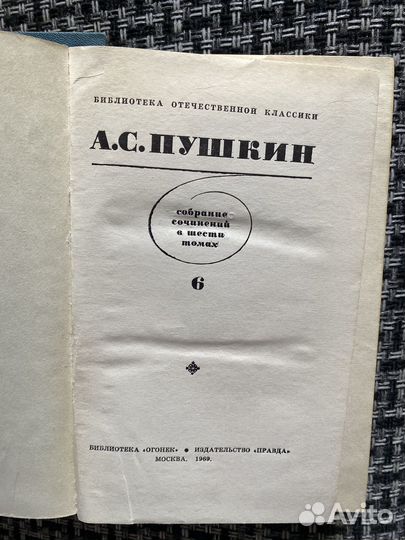 БИБЛИОТЕКА ОТЕЧЕСТВЕННОЙ КЛАССИКИ
А.С. ПУШКИН
собрание
сочинений
в шести
томах
6
БИБЛИОТЕКА «ОГОНЕК» ● ИЗДАТЕЛЬСТВО «ПРАВДА»
МОСКВА. 1969.
Avito